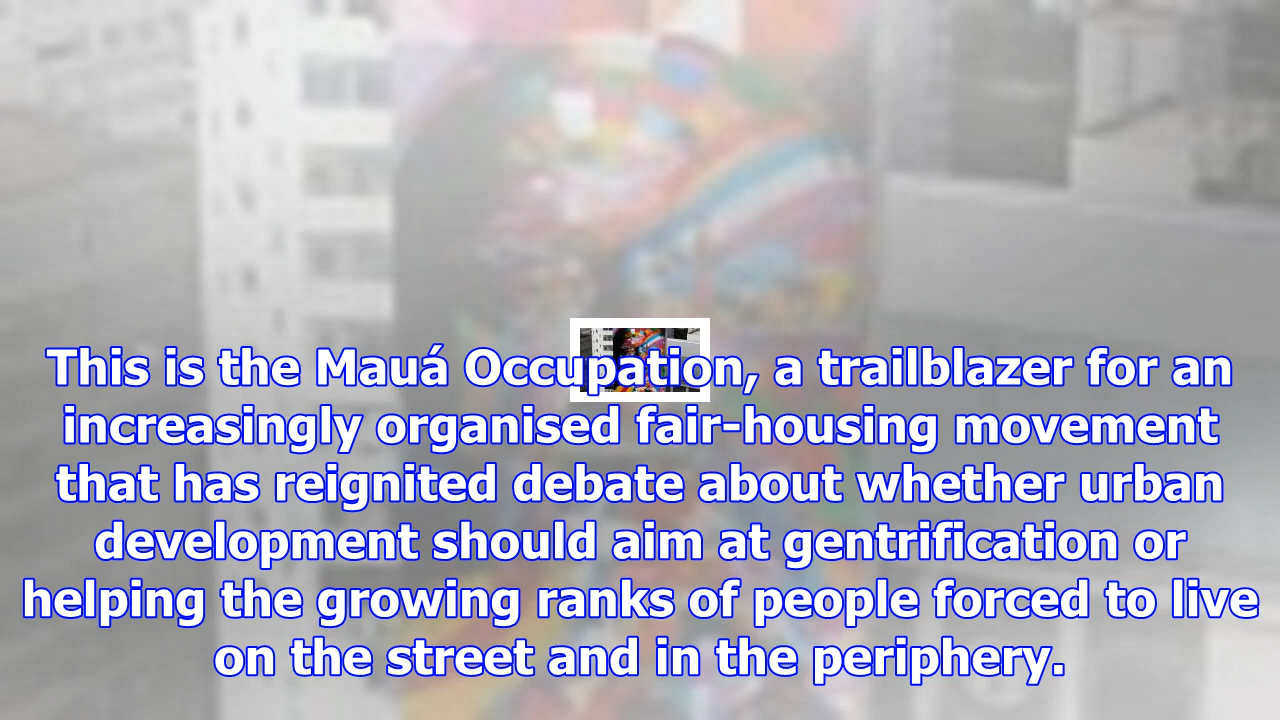 This is the Mauá Occupation, a trailblazer for an
increasingly organised fair-housing movement
that has reignited debate about whether urban
development should aim at gentrification or
helping the growing ranks of people forced to live
on the street and in the periphery.